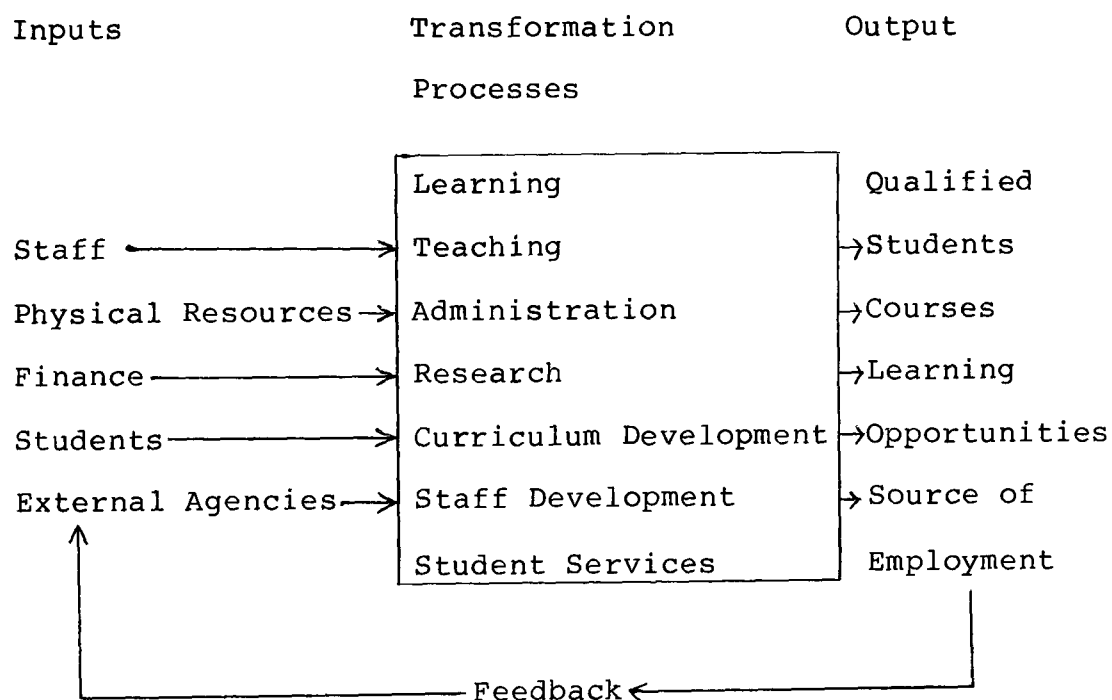 Inputs Transformation Output
Processes
Learning Qualified
Staff Teaching Students
Physical Resources Administration Courses
Finance Research Learning
Students Curriculum Development Opportunities
External Agencies Staff Development Source of
Student Services Employment
Feedback